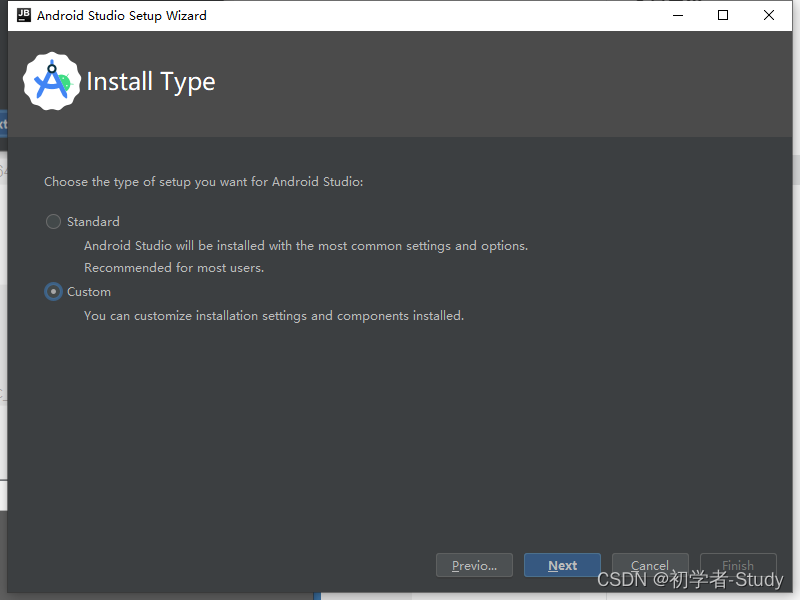 JB
Android Studio Setup Wizard
Install Type
Choose the type of setup you want for Android Studio:
Standard
Android Studio will be installed with the most common settings and options.
Recommended for most users.
Custom
You can customize installation settings and components installed.
Previo... Next Cancel Finish
CSDN @初学者-Study